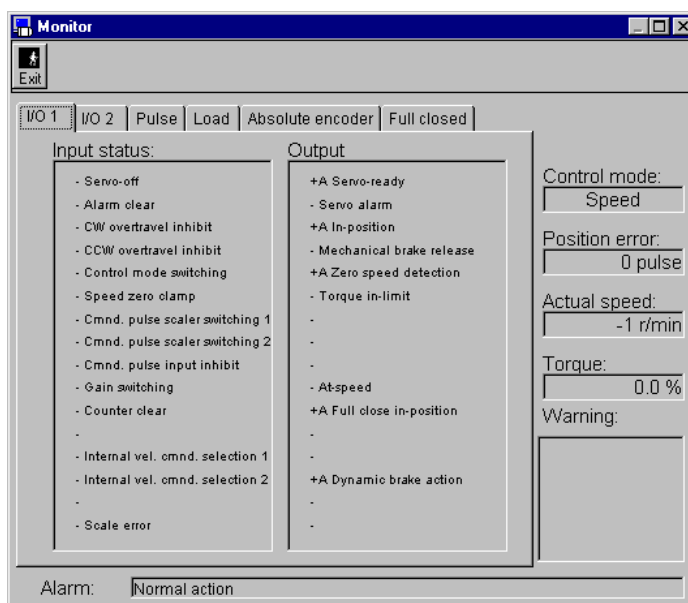 Monitor
Exit
I/O 1
I/O 2
Pulse
Load
Absolute encoder
Full closed
Input status:
- Servo-off
- Alarm clear
- CW overtravel inhibit
- CCW overtravel inhibit
- Control mode switching
- Speed zero clamp
- Cmnd. pulse scaler switching 1
- Cmnd. pulse scaler switching 2
- Cmnd. pulse input inhibit
- Gain switching
- Counter clear
-
- Internal vel. cmnd. selection 1
- Internal vel. cmnd. selection 2
-
- Scale error
Output
+A Servo-ready
- Servo alarm
+A In-position
- Mechanical brake release
+A Zero speed detection
- Torque in-limit
-
-
-
- At-speed
+A Full close in-position
-
-
+A Dynamic brake action
-
-
Control mode:
Speed
Position error:
0 pulse
Actual speed:
-1 r/min
Torque:
0.0 %
Warning:
Alarm:
Normal action